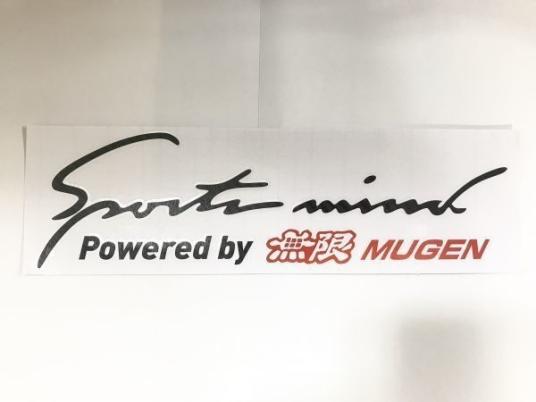 Sports mind
Powered by 無限 MUGEN